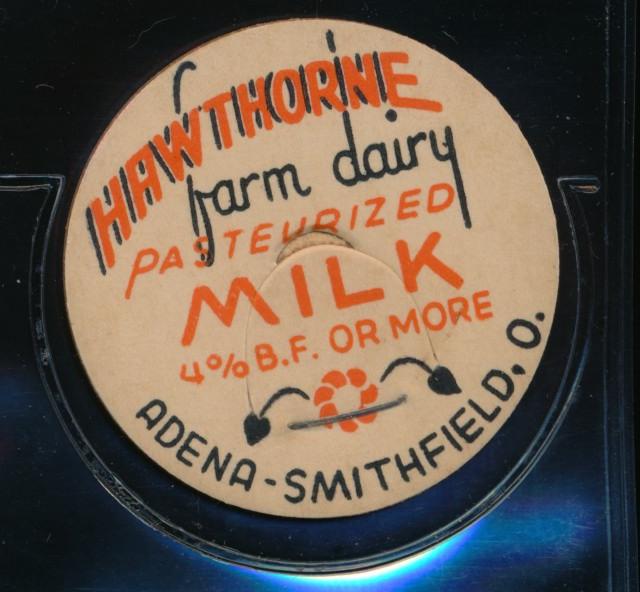 HAWTHORNE
farm dairy
PASTEURIZED
MILK
4% B.F. OR MORE
ADENA-SMITHFIELD, O.